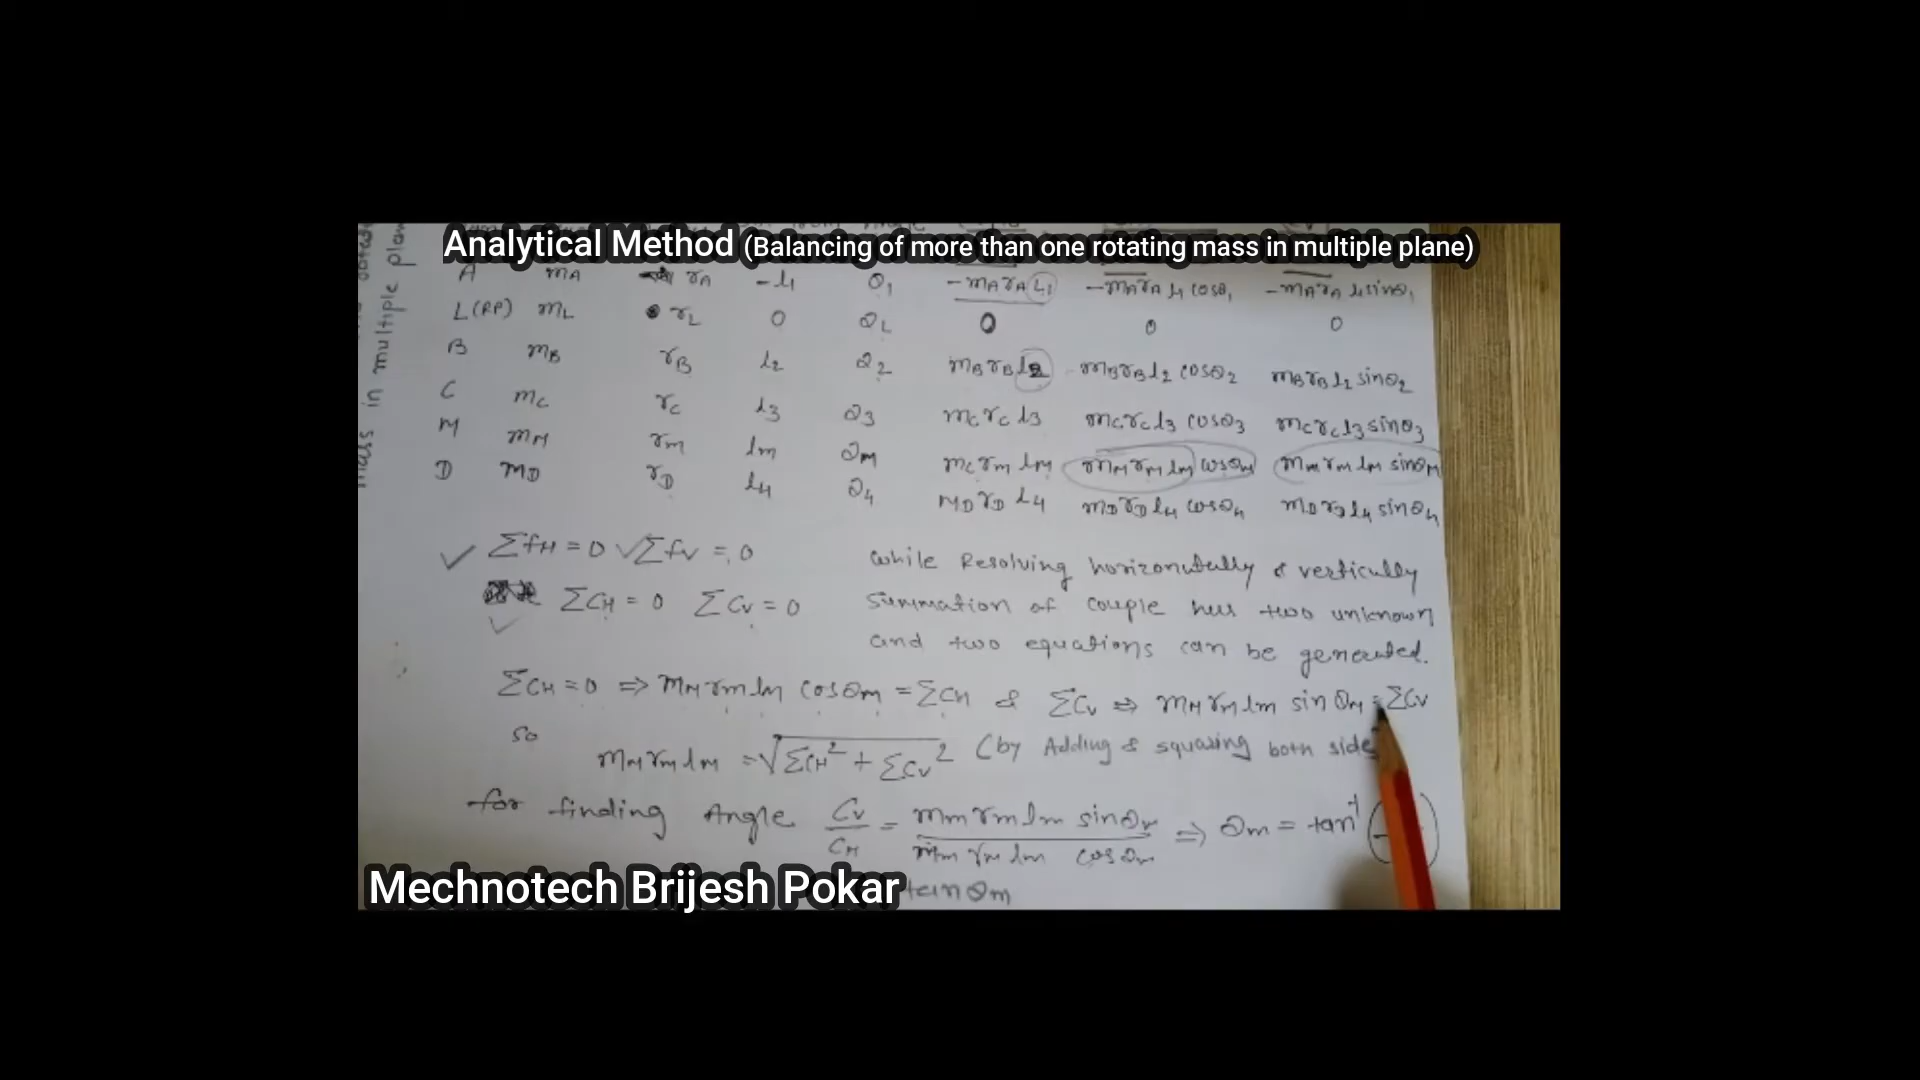 Analytical Method (Balancing of more than one rotating mass in multiple plane)
mass in multiple plan
A mA rA -l1 θ1 -mArAl1 -mArAl1cosθ1 -mArAl1sinθ1
L(RP) mL rL 0 θL 0 0 0
B mB rB l2 θ2 mBrBl2 mBrBl2cosθ2 mBrBl2sinθ2
C mC rC l3 θ3 mCrCl3 mCrCl3cosθ3 mCrCl3sinθ3
M mM rm lm θM mCrmlM mMrmlmcosθM mmrmlmsinθM
D MD rD l4 θ4 MDrDl4 mDrDl4cosθ4 mDrDl4sinθ4
✓ ΣfH = 0 ✓ Σfv = 0
ΣCH = 0 ΣCv = 0
while Resolving horizontally & vertically
summation of couple has two unknown
and two equations can be generated.
ΣCH = 0 ⇒ MMrmlm cosθm = ΣCH & ΣCv ⇒ mMrMlm sinθM = ΣCv
so
mMrMlM = √ΣCH² + ΣCv² (by Adding & squaring both side
for finding Angle Cv/CH = mmrmlm sinθm / mmrMlm cosθm ⇒ θm = tan⁻¹(
tanθm
Mechnotech Brijesh Pokar